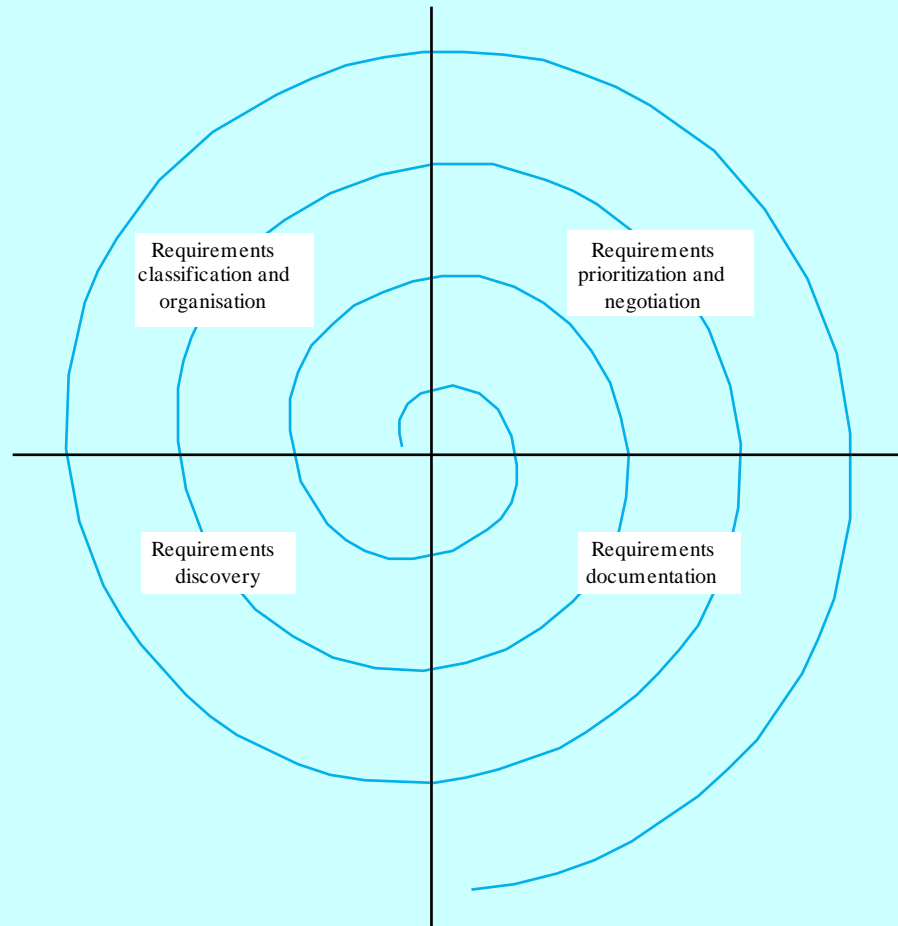 Requirements
classification and
organisation
Requirements
prioritization and
negotiation
Requirements
discovery
Requirements
documentation